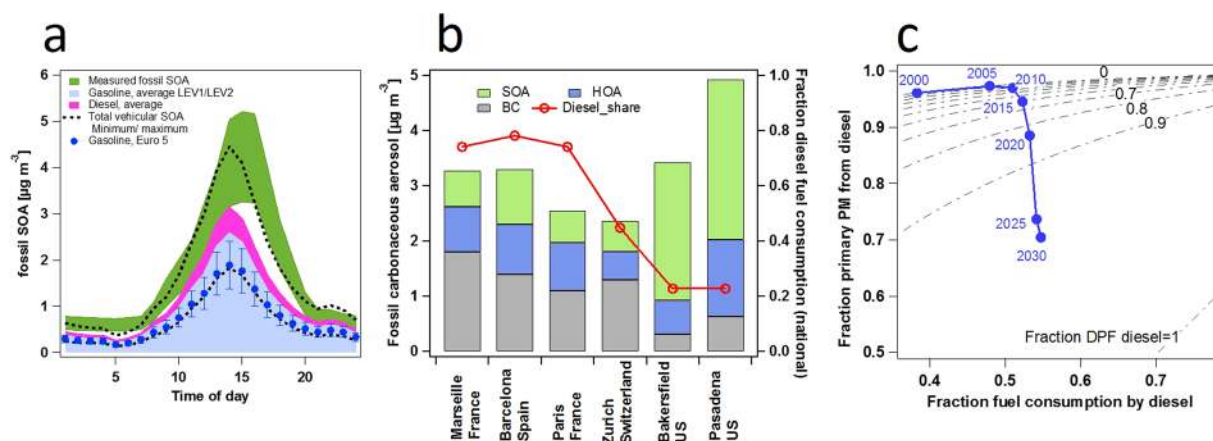 a
fossil SOA [µg m⁻³]
6
5
4
3
2
1
0
Measured fossil SOA
Gasoline, average LEV1/LEV2
Diesel, average
Total vehicular SOA
Minimum/ maximum
Gasoline, Euro 5
5
10
15
20
Time of day
b
Fossil carbonaceous aerosol [µg m⁻³]
5
4
3
2
1
0
SOA
HOA
BC
Diesel_share
1.0
0.8
0.6
0.4
0.2
0.0
Fraction diesel fuel consumption (national)
Marseille
France
Barcelona
Spain
Paris
France
Zurich
Switzerland
Bakersfield
US
Pasadena
US
c
Fraction primary PM from diesel
1.0
0.9
0.8
0.7
0.6
0.5
2000
2005
2010
2015
2020
2025
2030
0
0.7
0.8
0.9
Fraction DPF diesel=1
0.4
0.5
0.6
0.7
Fraction fuel consumption by diesel